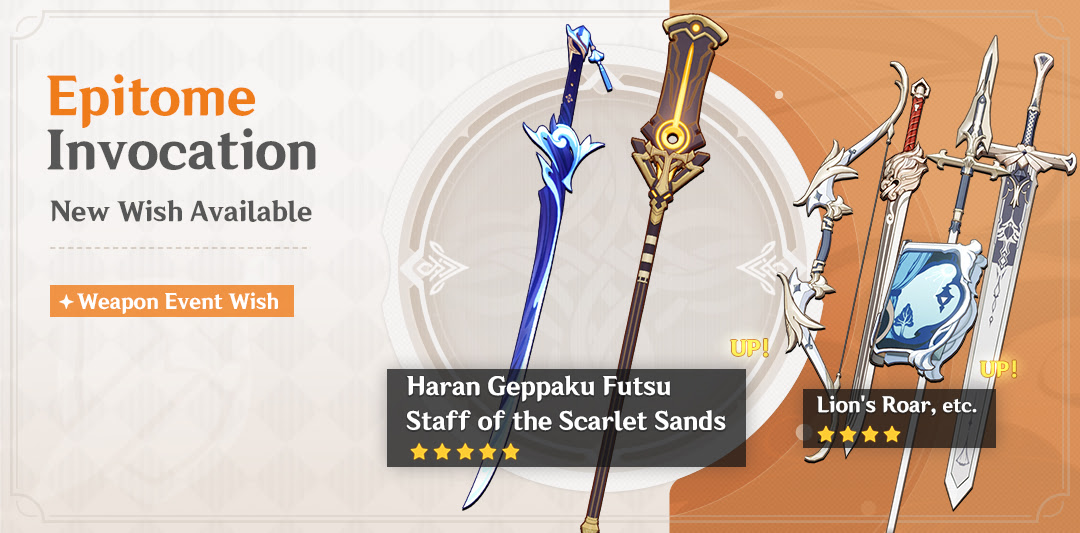 Epitome
Invocation
New Wish Available
Weapon Event Wish
UP!
Haran Geppaku Futsu
Staff of the Scarlet Sands
UP!
Lion's Roar, etc.